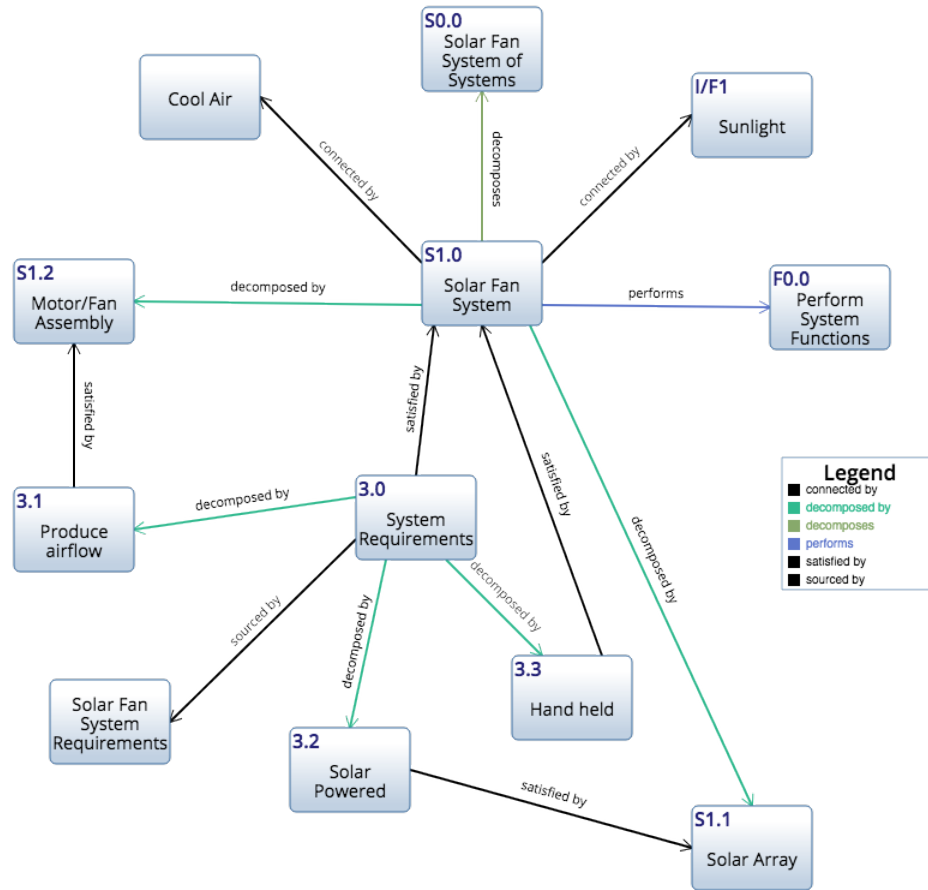 S0.0
Solar Fan
System of
Systems
Cool Air
I/F1
Sunlight
connected by
decomposes
connected by
S1.0
Solar Fan
System
S1.2
Motor/Fan
Assembly
decomposed by
performs
F0.0
Perform
System
Functions
satisfied by
satisfied by
satisfied by
decomposed by
3.1
Produce
airflow
decomposed by
3.0
System
Requirements
Legend
connected by
decomposed by
decomposes
performs
satisfied by
sourced by
sourced by
decomposed by
decomposed by
Solar Fan
System
Requirements
3.3
Hand held
3.2
Solar
Powered
satisfied by
S1.1
Solar Array